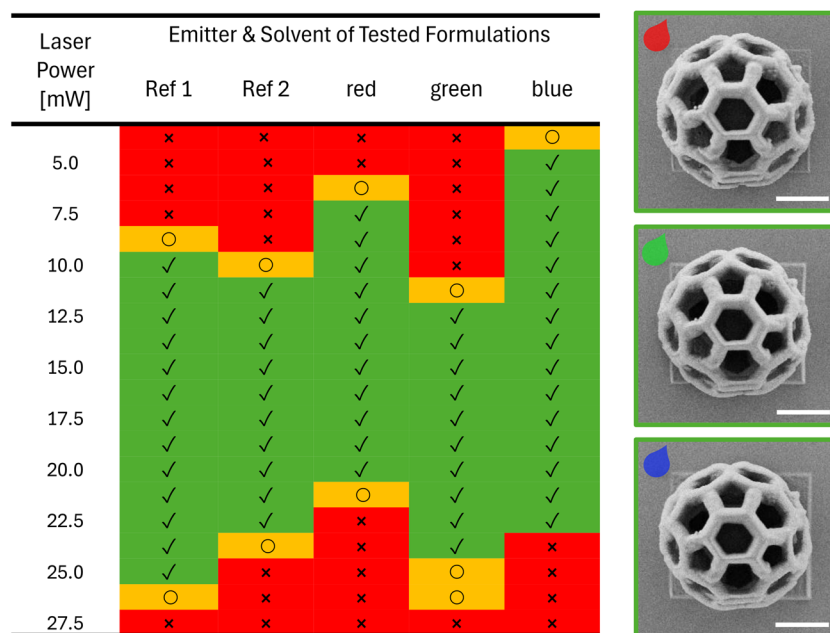 Laser Power [mW]
Emitter & Solvent of Tested Formulations
Ref 1 Ref 2 red green blue
× × × × ○
5.0 × × × × ✓
× × ○ × ✓
7.5 × × ✓ × ✓
○ × ✓ × ✓
10.0 ✓ ○ ✓ × ✓
✓ ✓ ✓ ○ ✓
12.5 ✓ ✓ ✓ ✓ ✓
✓ ✓ ✓ ✓ ✓
15.0 ✓ ✓ ✓ ✓ ✓
✓ ✓ ✓ ✓ ✓
17.5 ✓ ✓ ✓ ✓ ✓
✓ ✓ ✓ ✓ ✓
20.0 ✓ ✓ ✓ ✓ ✓
✓ ✓ ○ ✓ ✓
22.5 ✓ ✓ × ✓ ✓
✓ ○ × ✓ ×
25.0 ✓ × × ○ ×
○ × × ○ ×
27.5 × × × × ×